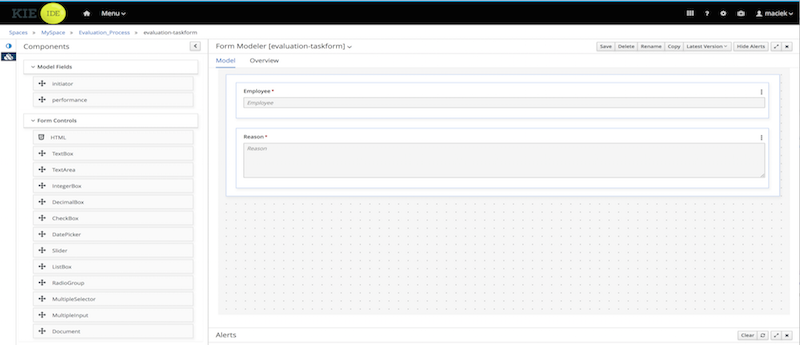 KIE IDE Menu maciek
Spaces » MySpace » Evaluation_Process » evaluation-taskform
Components
Model Fields
initiator
performance
Form Controls
HTML
TextBox
TextArea
IntegerBox
DecimalBox
CheckBox
DatePicker
Slider
ListBox
RadioGroup
MultipleSelector
MultipleInput
Document
Form Modeler [evaluation-taskform] Save Delete Rename Copy Latest Version Hide Alerts
Model Overview
Employee *
Employee
Reason *
Reason
Alerts Clear